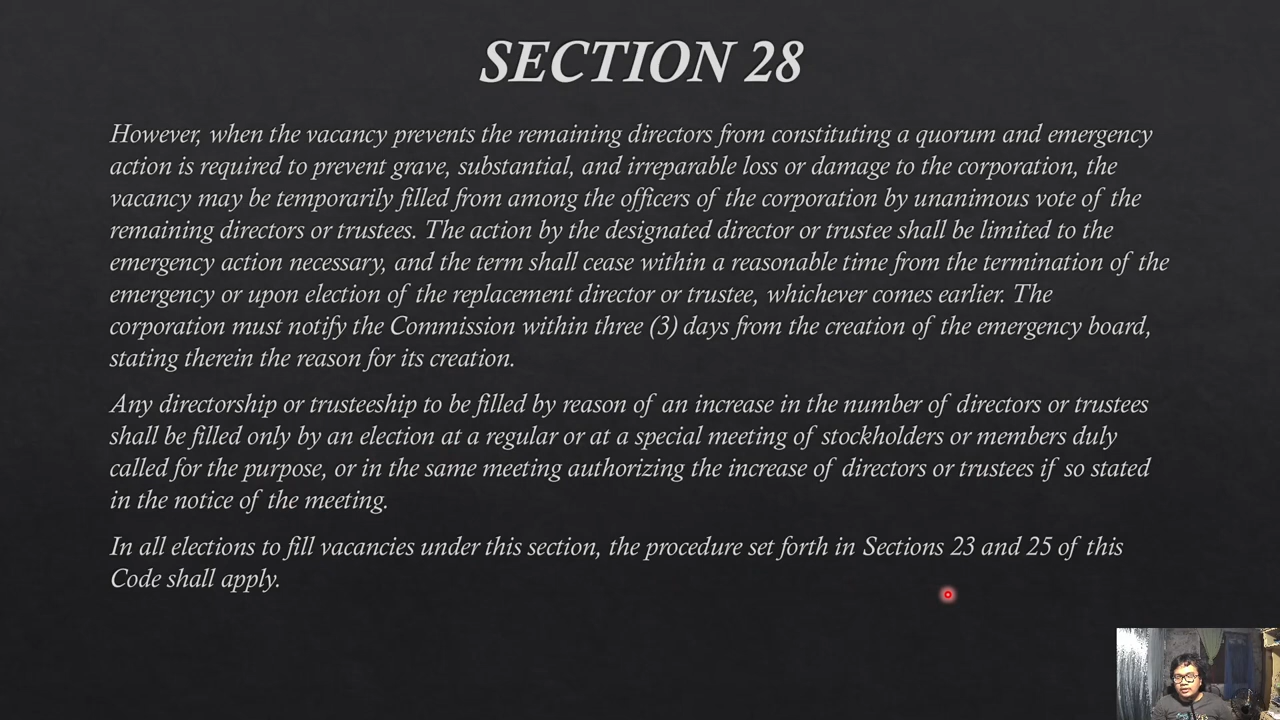 SECTION 28
However, when the vacancy prevents the remaining directors from constituting a quorum and emergency
action is required to prevent grave, substantial, and irreparable loss or damage to the corporation, the
vacancy may be temporarily filled from among the officers of the corporation by unanimous vote of the
remaining directors or trustees. The action by the designated director or trustee shall be limited to the
emergency action necessary, and the term shall cease within a reasonable time from the termination of the
emergency or upon election of the replacement director or trustee, whichever comes earlier. The
corporation must notify the Commission within three (3) days from the creation of the emergency board,
stating therein the reason for its creation.
Any directorship or trusteeship to be filled by reason of an increase in the number of directors or trustees
shall be filled only by an election at a regular or at a special meeting of stockholders or members duly
called for the purpose, or in the same meeting authorizing the increase of directors or trustees if so stated
in the notice of the meeting.
In all elections to fill vacancies under this section, the procedure set forth in Sections 23 and 25 of this
Code shall apply.